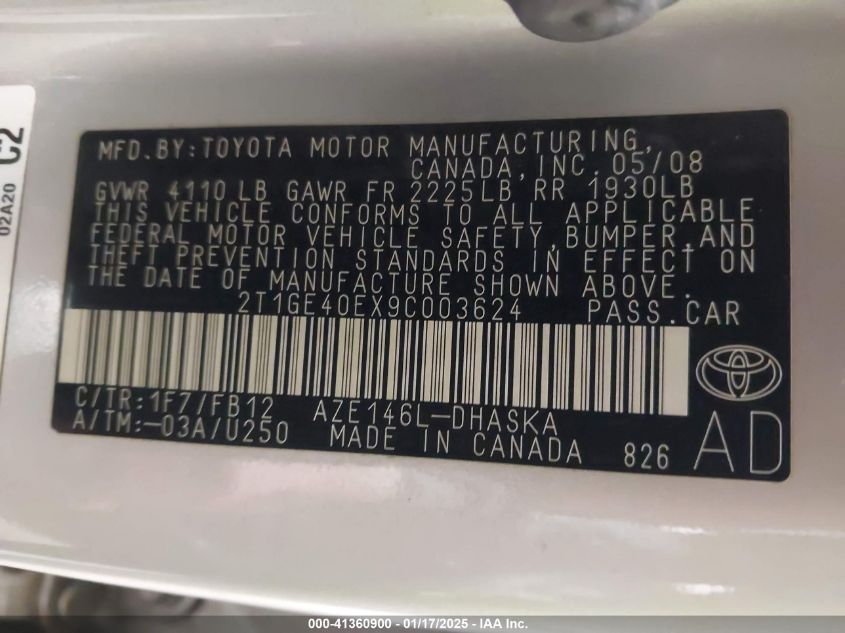 C2
02A20
MFD.BY:TOYOTA MOTOR MANUFACTURING,
CANADA,INC. 05/08
GVWR 4110 LB GAWR FR 2225LB RR 1930LB
THIS VEHICLE CONFORMS TO ALL APPLICABLE
FEDERAL MOTOR VEHICLE SAFETY,BUMPER,AND
THEFT PREVENTION STANDARDS IN EFFECT ON
THE DATE OF MANUFACTURE SHOWN ABOVE.
2T1GE40EX9C003624 PASS.CAR
C/TR:1F7/FB12 AZE146L-DHASKA
A/TM:-03A/U250 MADE IN CANADA 826 AD
000-41360900 - 01/17/2025 - IAA Inc.